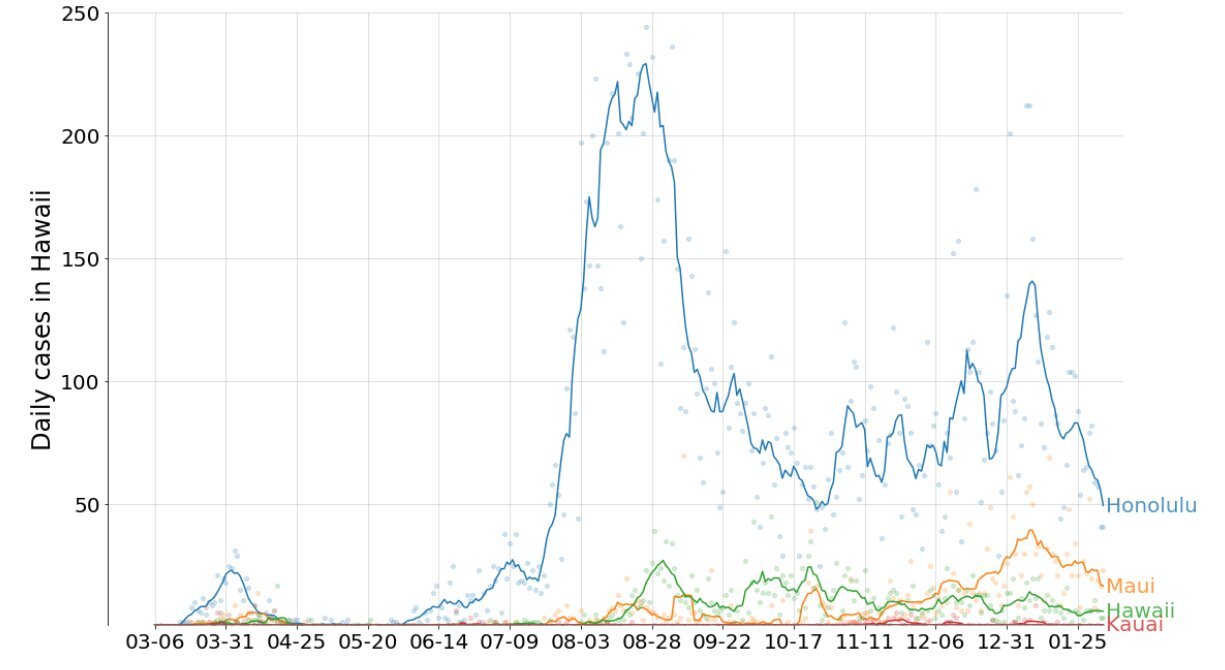 Daily cases in Hawaii
250
200
150
100
50
Honolulu
Maui
Hawaii
Kauai
03-06 03-31 04-25 05-20 06-14 07-09 08-03 08-28 09-22 10-17 11-11 12-06 12-31 01-25